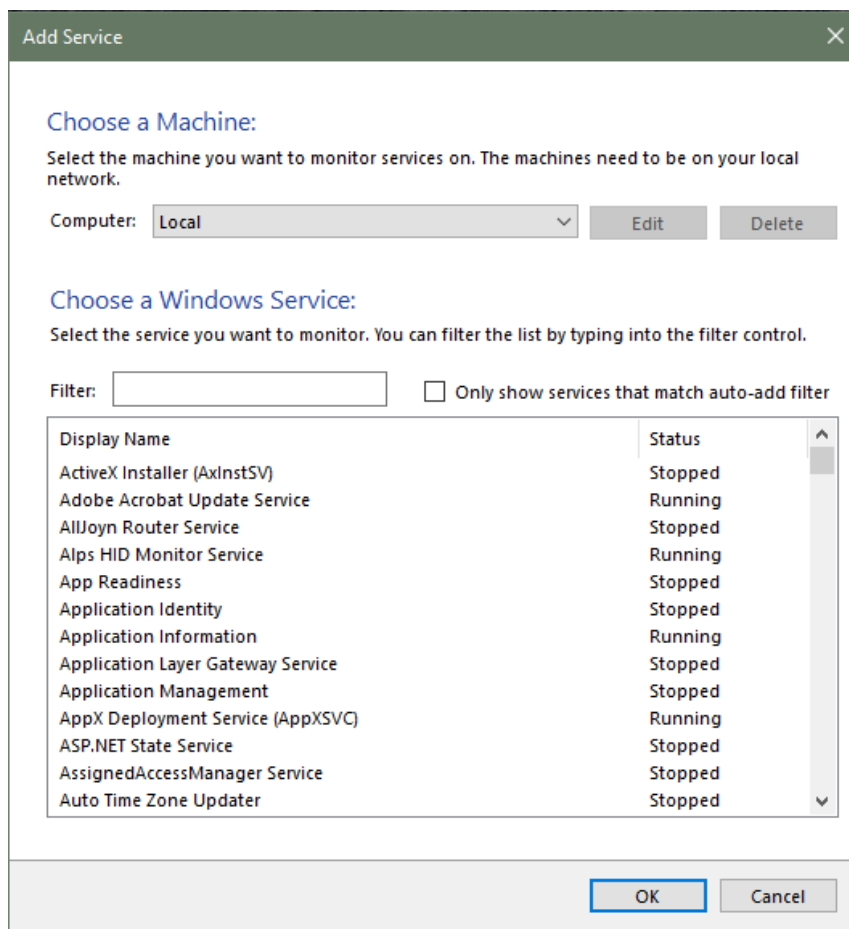 Add Service
Choose a Machine:
Select the machine you want to monitor services on. The machines need to be on your local
network.
Computer: Local Edit Delete
Choose a Windows Service:
Select the service you want to monitor. You can filter the list by typing into the filter control.
Filter: Only show services that match auto-add filter
Display Name Status
ActiveX Installer (AxInstSV) Stopped
Adobe Acrobat Update Service Running
AllJoyn Router Service Stopped
Alps HID Monitor Service Running
App Readiness Stopped
Application Identity Stopped
Application Information Running
Application Layer Gateway Service Stopped
Application Management Stopped
AppX Deployment Service (AppXSVC) Running
ASP.NET State Service Stopped
AssignedAccessManager Service Stopped
Auto Time Zone Updater Stopped
OK Cancel